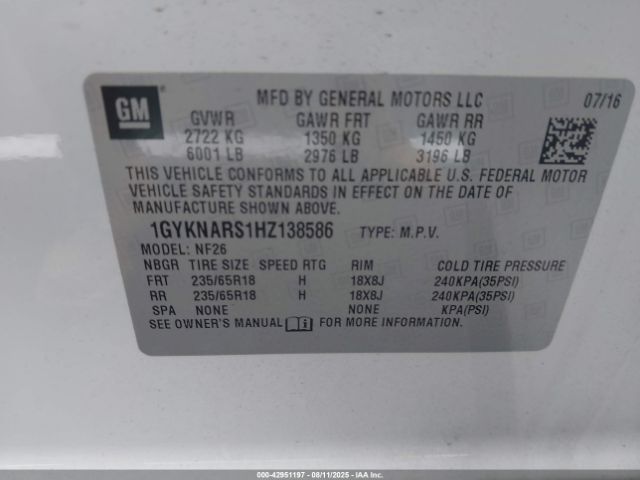 GM ® MFD BY GENERAL MOTORS LLC 07/16
GVWR GAWR FRT GAWR RR
2722 KG 1350 KG 1450 KG
6001 LB 2976 LB 3196 LB
THIS VEHICLE CONFORMS TO ALL APPLICABLE U.S. FEDERAL MOTOR
VEHICLE SAFETY STANDARDS IN EFFECT ON THE DATE OF
MANUFACTURE SHOWN ABOVE.
1GYKNARS1HZ138586 TYPE: M.P.V.
MODEL: NF26
NBGR TIRE SIZE SPEED RTG RIM COLD TIRE PRESSURE
FRT 235/65R18 H 18X8J 240KPA(35PSI)
RR 235/65R18 H 18X8J 240KPA(35PSI)
SPA NONE NONE KPA(PSI)
SEE OWNER'S MANUAL FOR MORE INFORMATION.
000-42951197 - 08/11/2025 - IAA Inc.